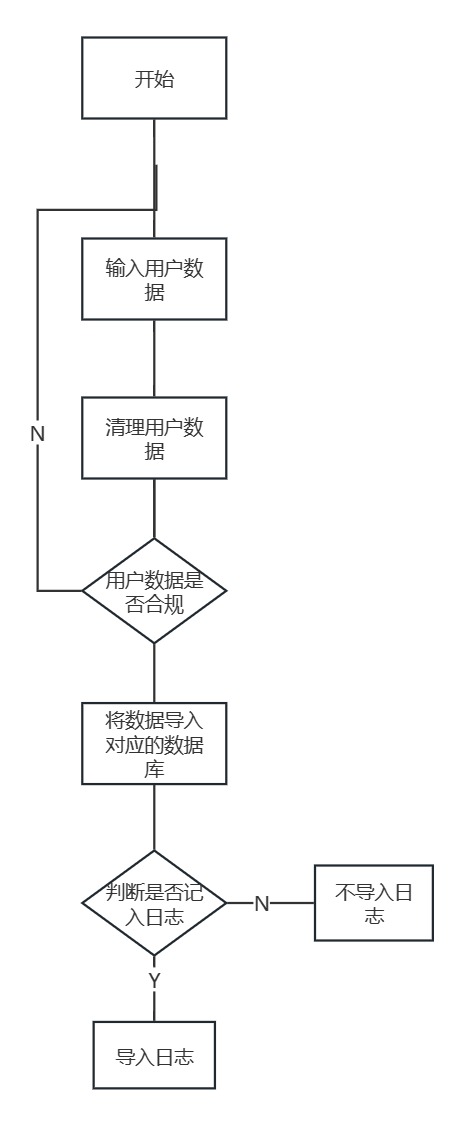 开始
输入用户数
据
清理用户数
据
N
用户数据是
否合规
将数据导入
对应的数据
库
判断是否记
入日志
N
不导入日
志
Y
导入日志